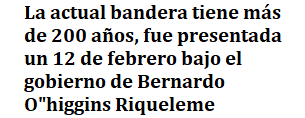 La actual bandera tiene más
de 200 años, fue presentada
un 12 de febrero bajo el
gobierno de Bernardo
O"higgins Riqueleme